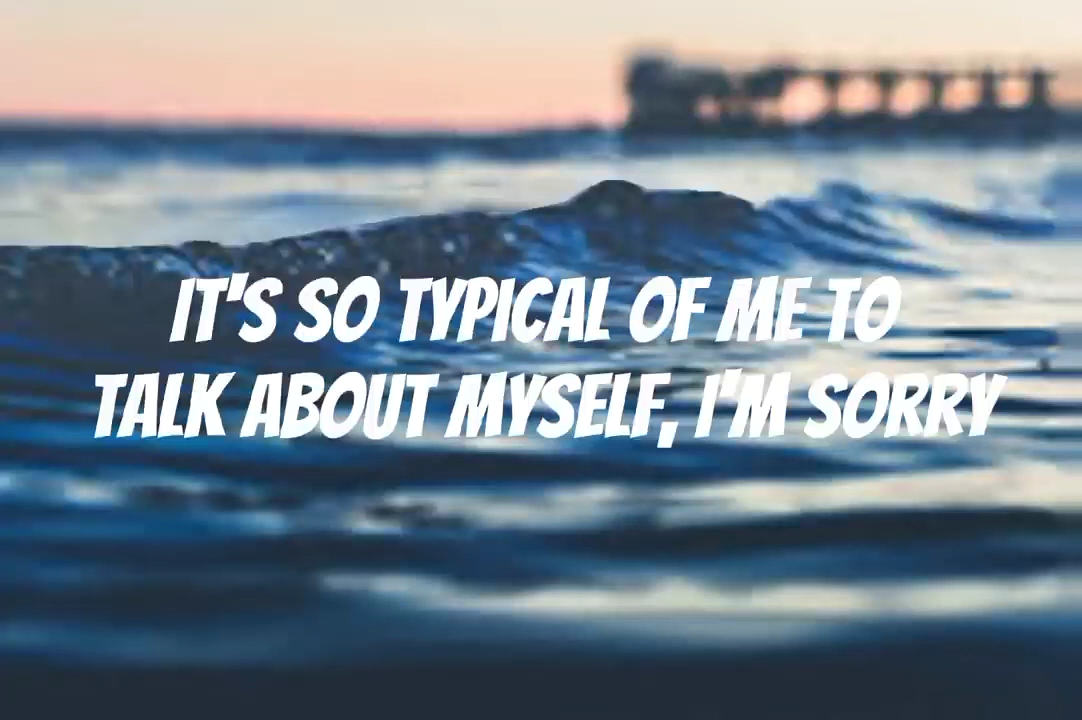 IT'S SO TYPICAL OF ME TO
TALK ABOUT MYSELF, I'M SORRY